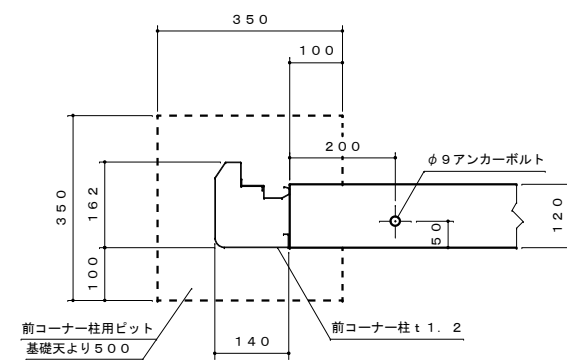 ３５０
１００
２００
φ９アンカーボルト
３５０
１６２
１００
５０
１２０
前コーナー柱用ピット
基礎天より５００
１４０
前コーナー柱ｔ１．２